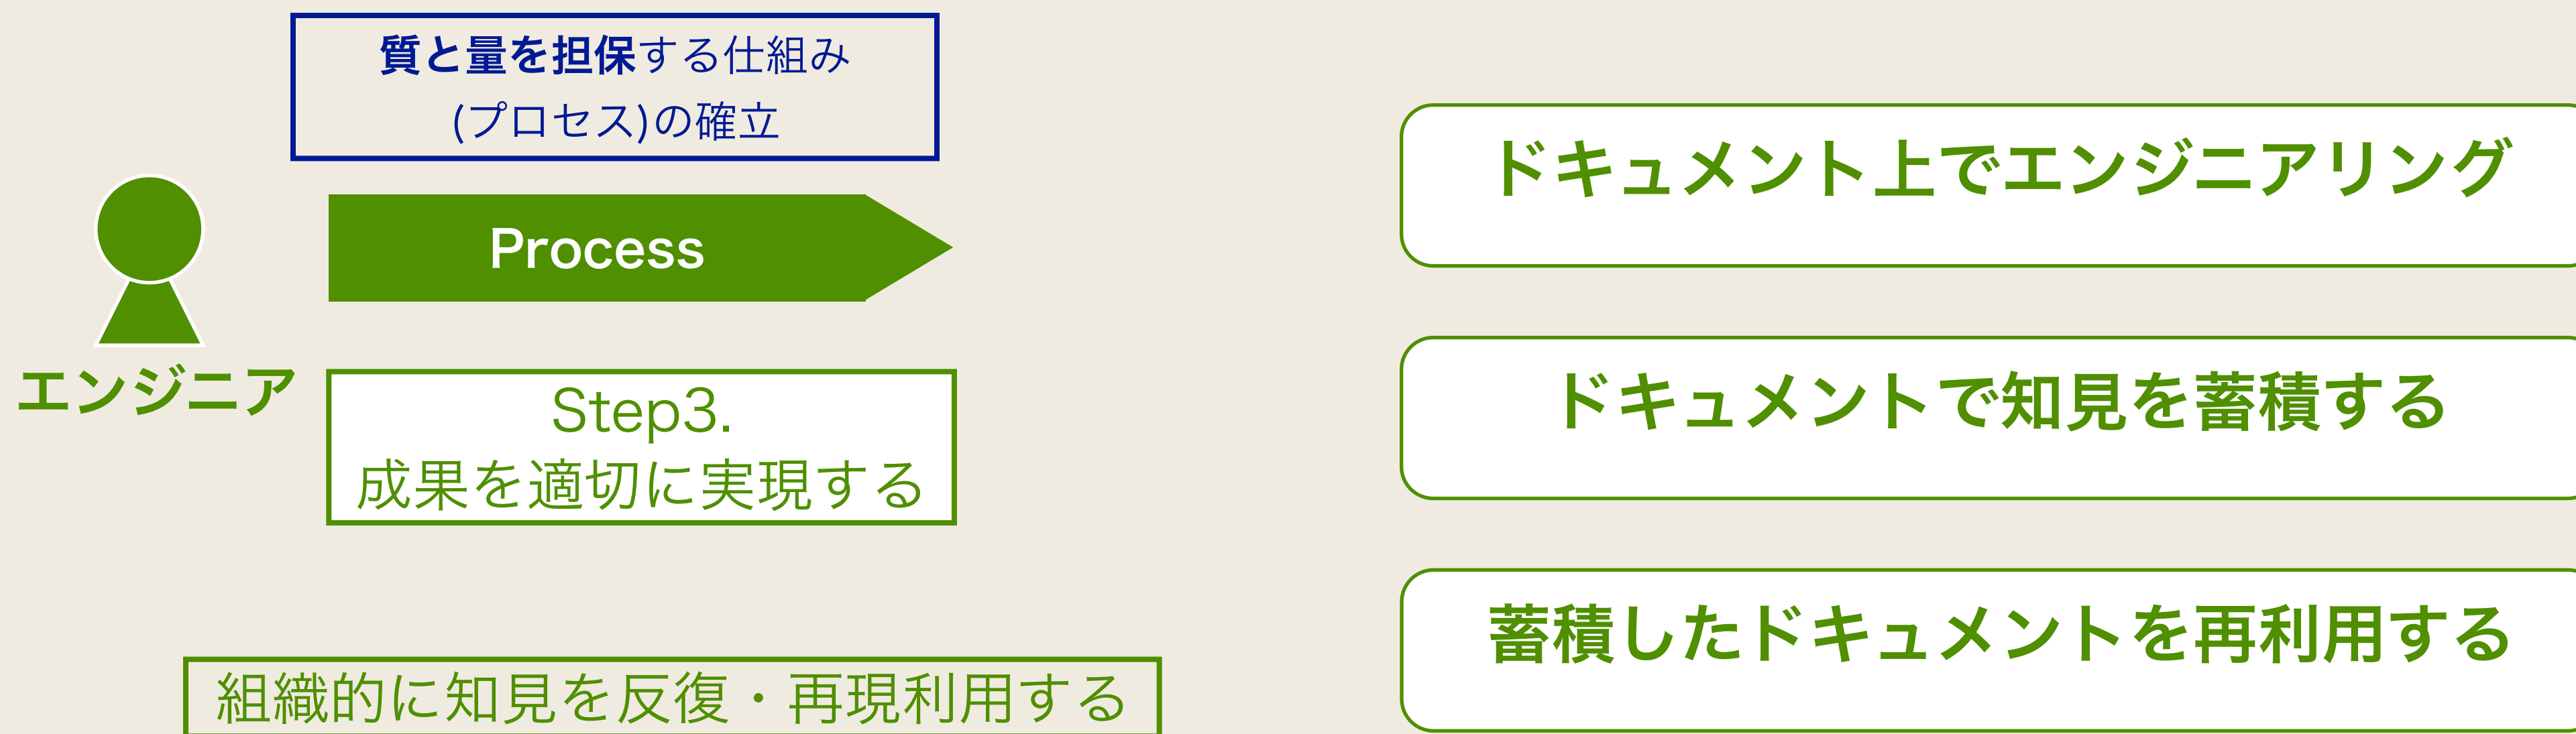 質と量を担保する仕組み
(プロセス)の確立
Process
エンジニア
Step3.
成果を適切に実現する
組織的に知見を反復・再現利用する
ドキュメント上でエンジニアリング
ドキュメントで知見を蓄積する
蓄積したドキュメントを再利用する